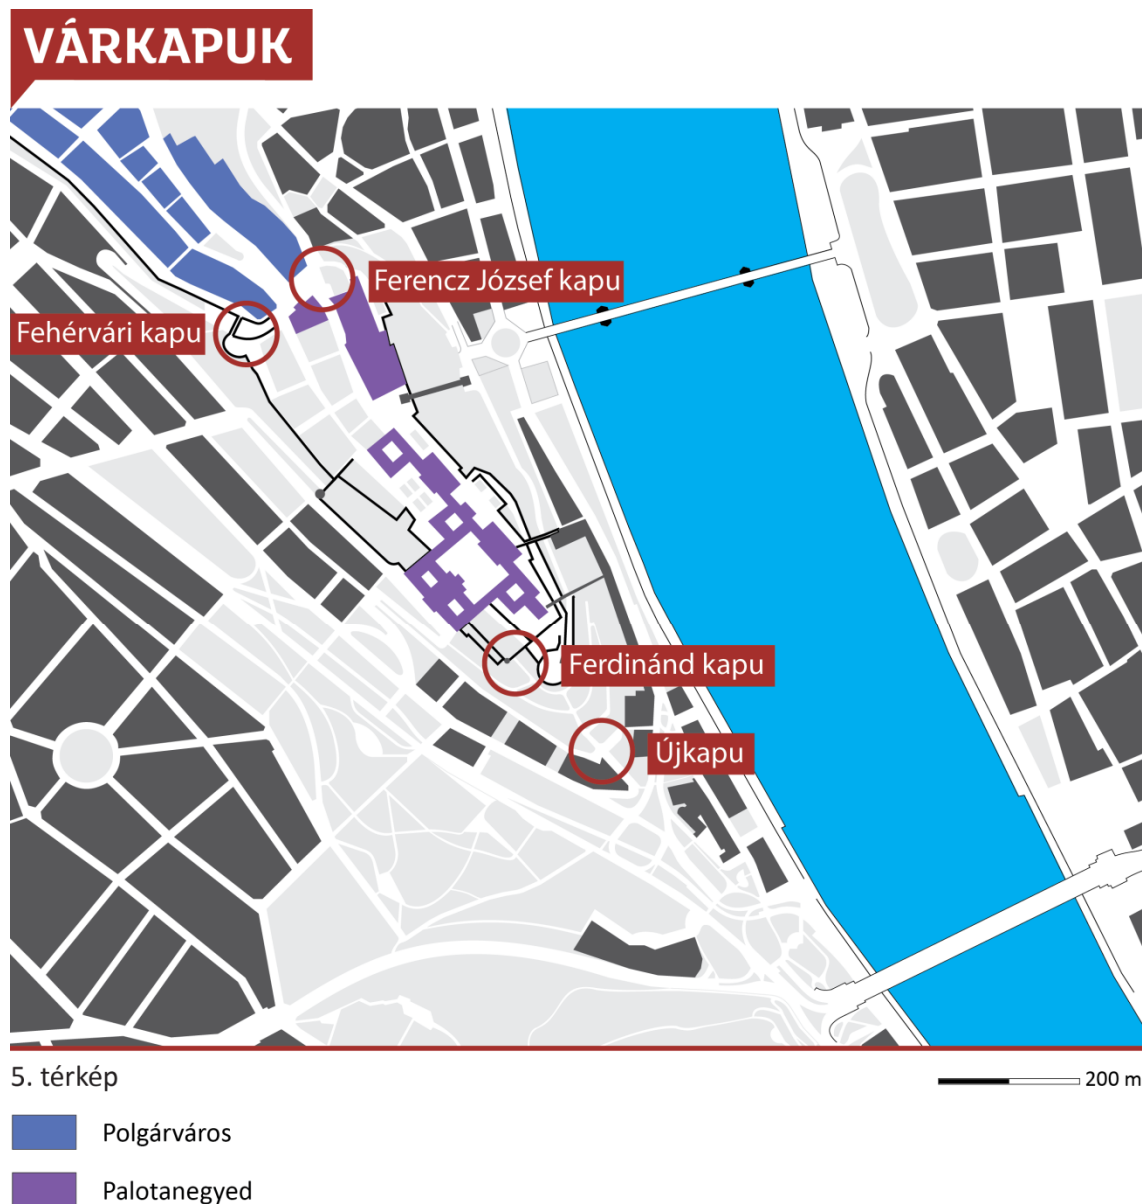 VÁRKAPUK
Ferencz József kapu
Fehérvári kapu
Ferdinánd kapu
Újkapu
5. térkép
200 m
Polgárváros
Palotanegyed